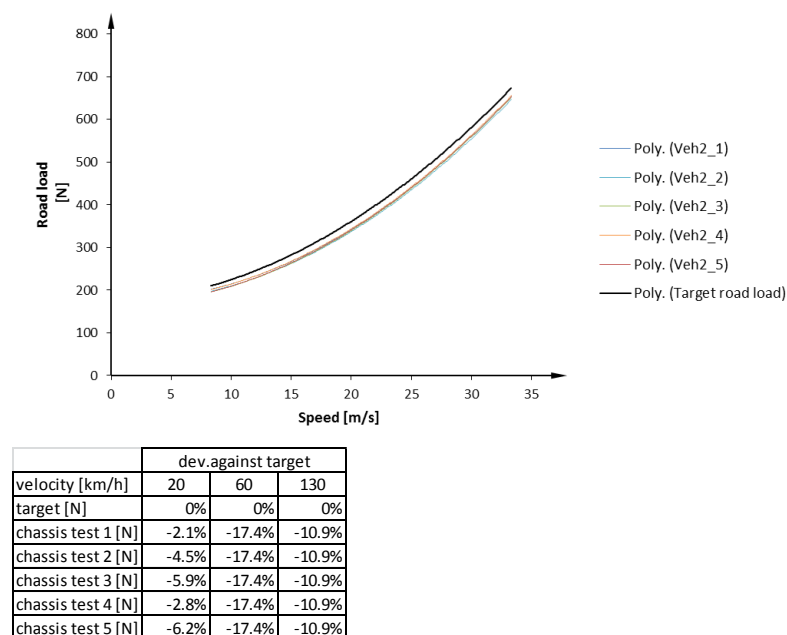 800
700
600
500
400
300
200
100
0
Road load
[N]
0 5 10 15 20 25 30 35
Speed [m/s]
Poly. (Veh2_1)
Poly. (Veh2_2)
Poly. (Veh2_3)
Poly. (Veh2_4)
Poly. (Veh2_5)
Poly. (Target road load)
dev.against target
velocity [km/h] 20 60 130
target [N] 0% 0% 0%
chassis test 1 [N] -2.1% -17.4% -10.9%
chassis test 2 [N] -4.5% -17.4% -10.9%
chassis test 3 [N] -5.9% -17.4% -10.9%
chassis test 4 [N] -2.8% -17.4% -10.9%
chassis test 5 [N] -6.2% -17.4% -10.9%